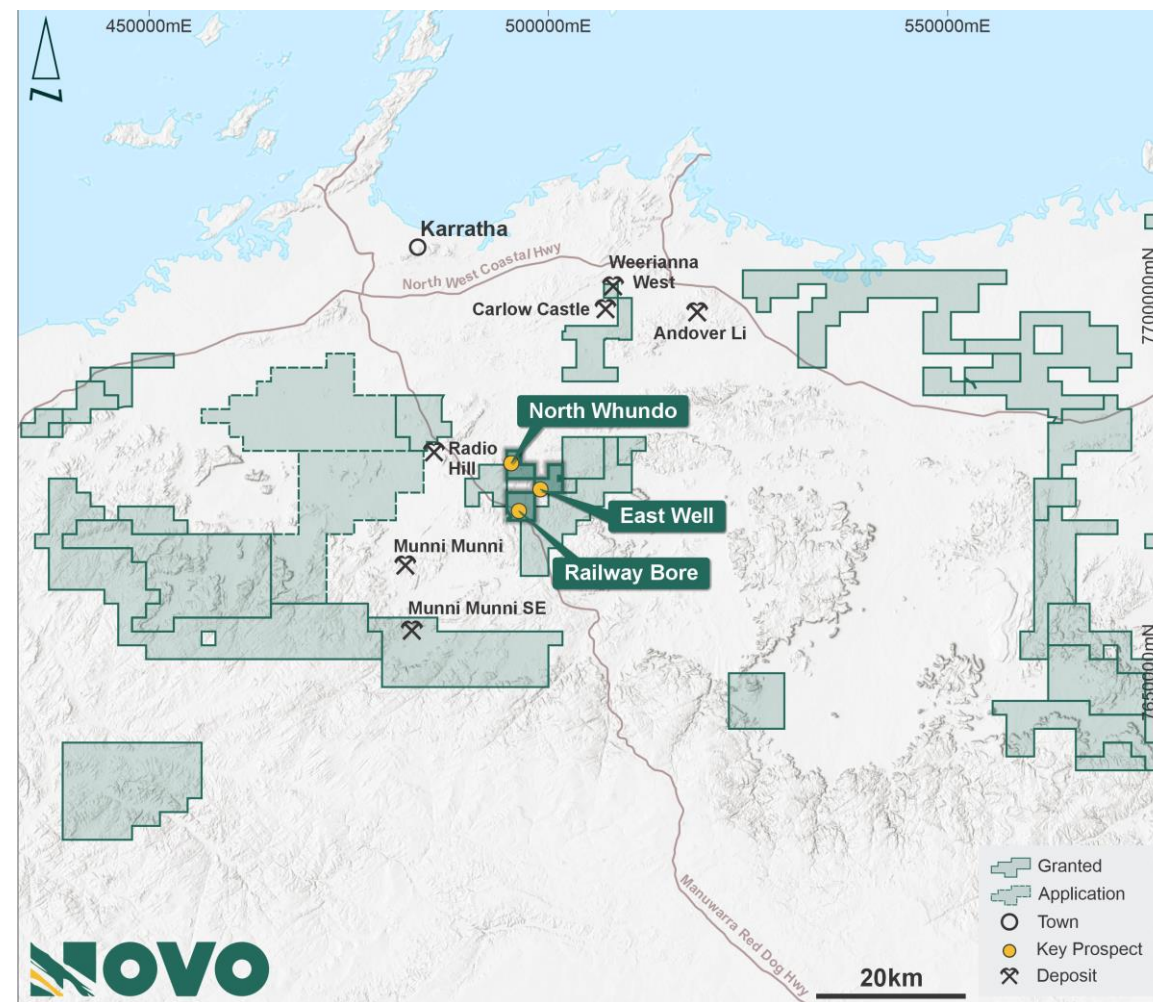 450000mE
500000mE
550000mE
N
Karratha
North West Coastal Hwy
Weerianna
West
Carlow Castle
Andover Li
7700000mN
North Whundo
Radio
Hill
East Well
Munni Munni
Railway Bore
Munni Munni SE
7650000mN
Manuwarra Red Dog Hwy
Granted
Application
Town
Key Prospect
Deposit
NOVO
20km